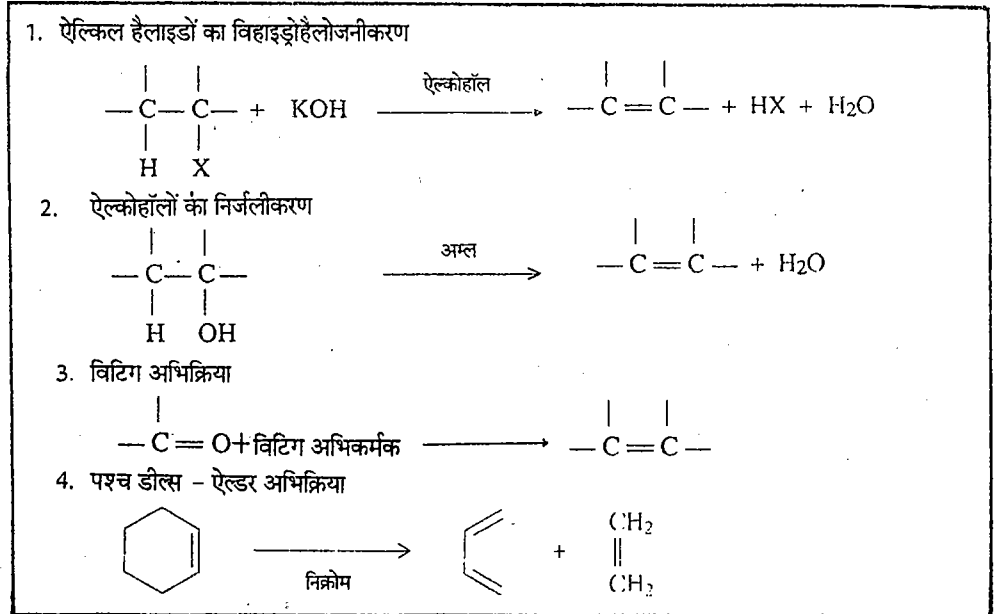 1. ऐल्किल हैलाइडों का विहाइड्रोहैलोजनीकरण
—C—C— + KOH ऐल्कोहॉल —C=C— + HX + H2O
H X
2. ऐल्कोहॉलों का निर्जलीकरण
—C—C— अम्ल —C=C— + H2O
H OH
3. विटिग अभिक्रिया
—C=O+विटिग अभिकर्मक —C=C—
4. पश्च डील्स – ऐल्डर अभिक्रिया
CH2
+
निक्रोम CH2